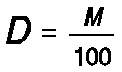 D = M / 100